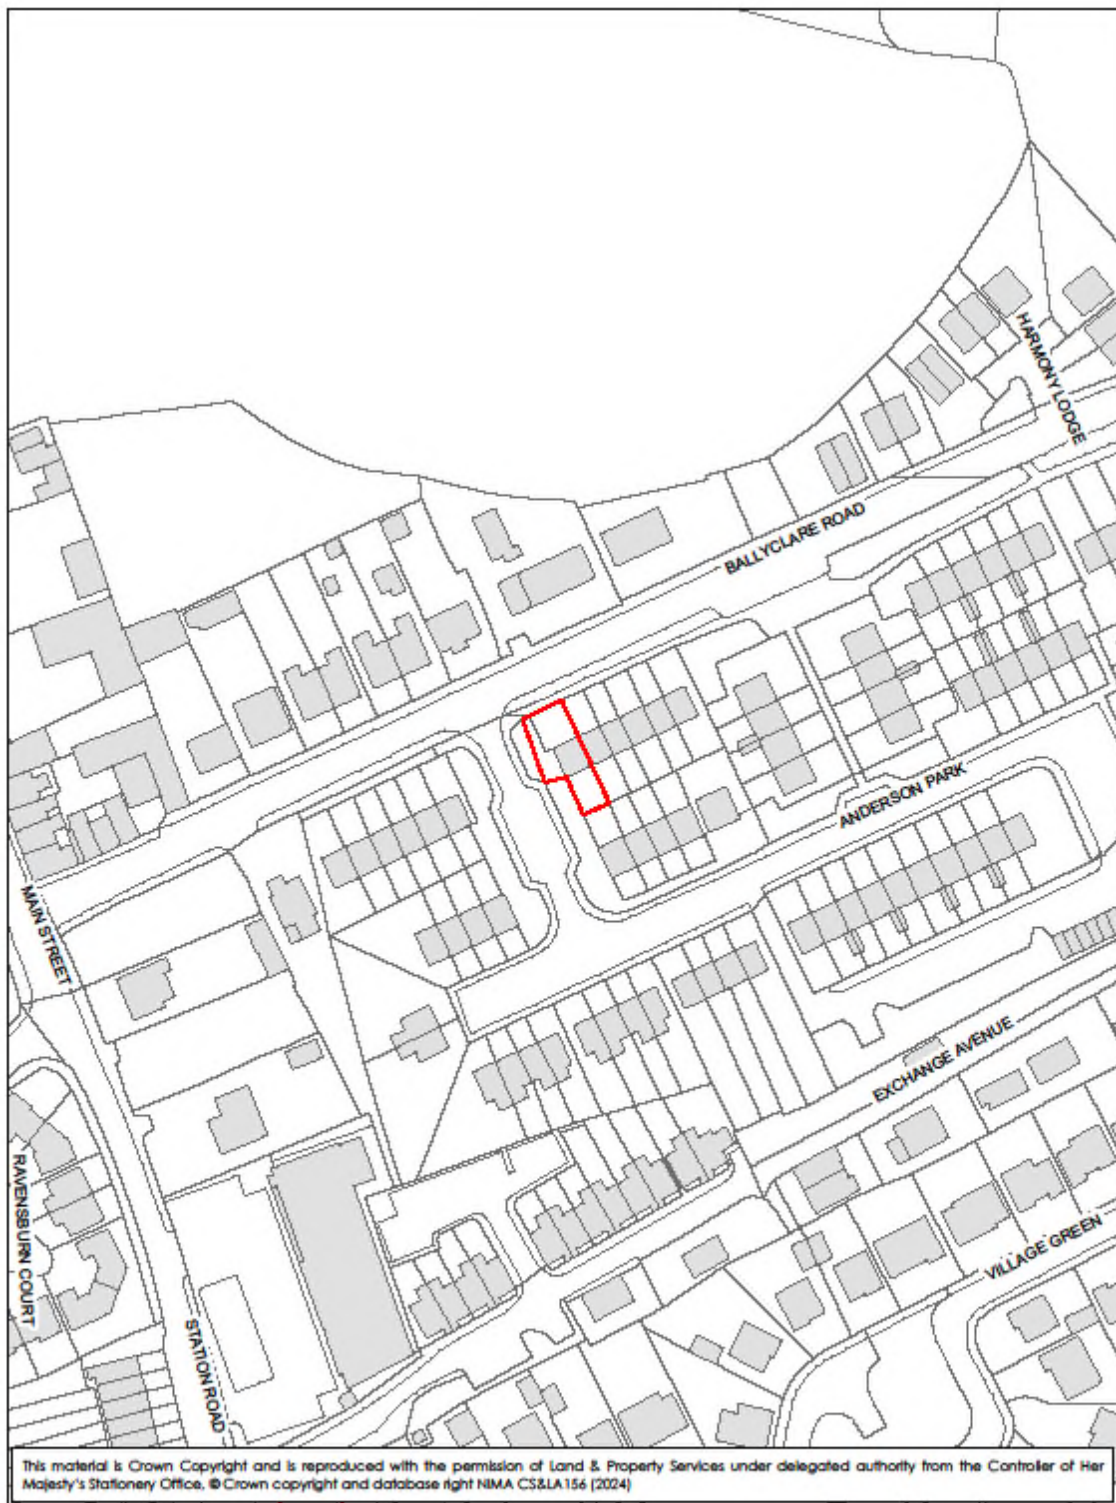 HARMONY LODGE
BALLYCLARE ROAD
ANDERSON PARK
MAIN STREET
EXCHANGE AVENUE
RAVENSBURN COURT
VILLAGE GREEN
STATION ROAD
This material is Crown Copyright and is reproduced with the permission of Land & Property Services under delegated authority from the Controller of Her
Majesty's Stationery Office, © Crown copyright and database right NIMA CS&LA156 (2024)